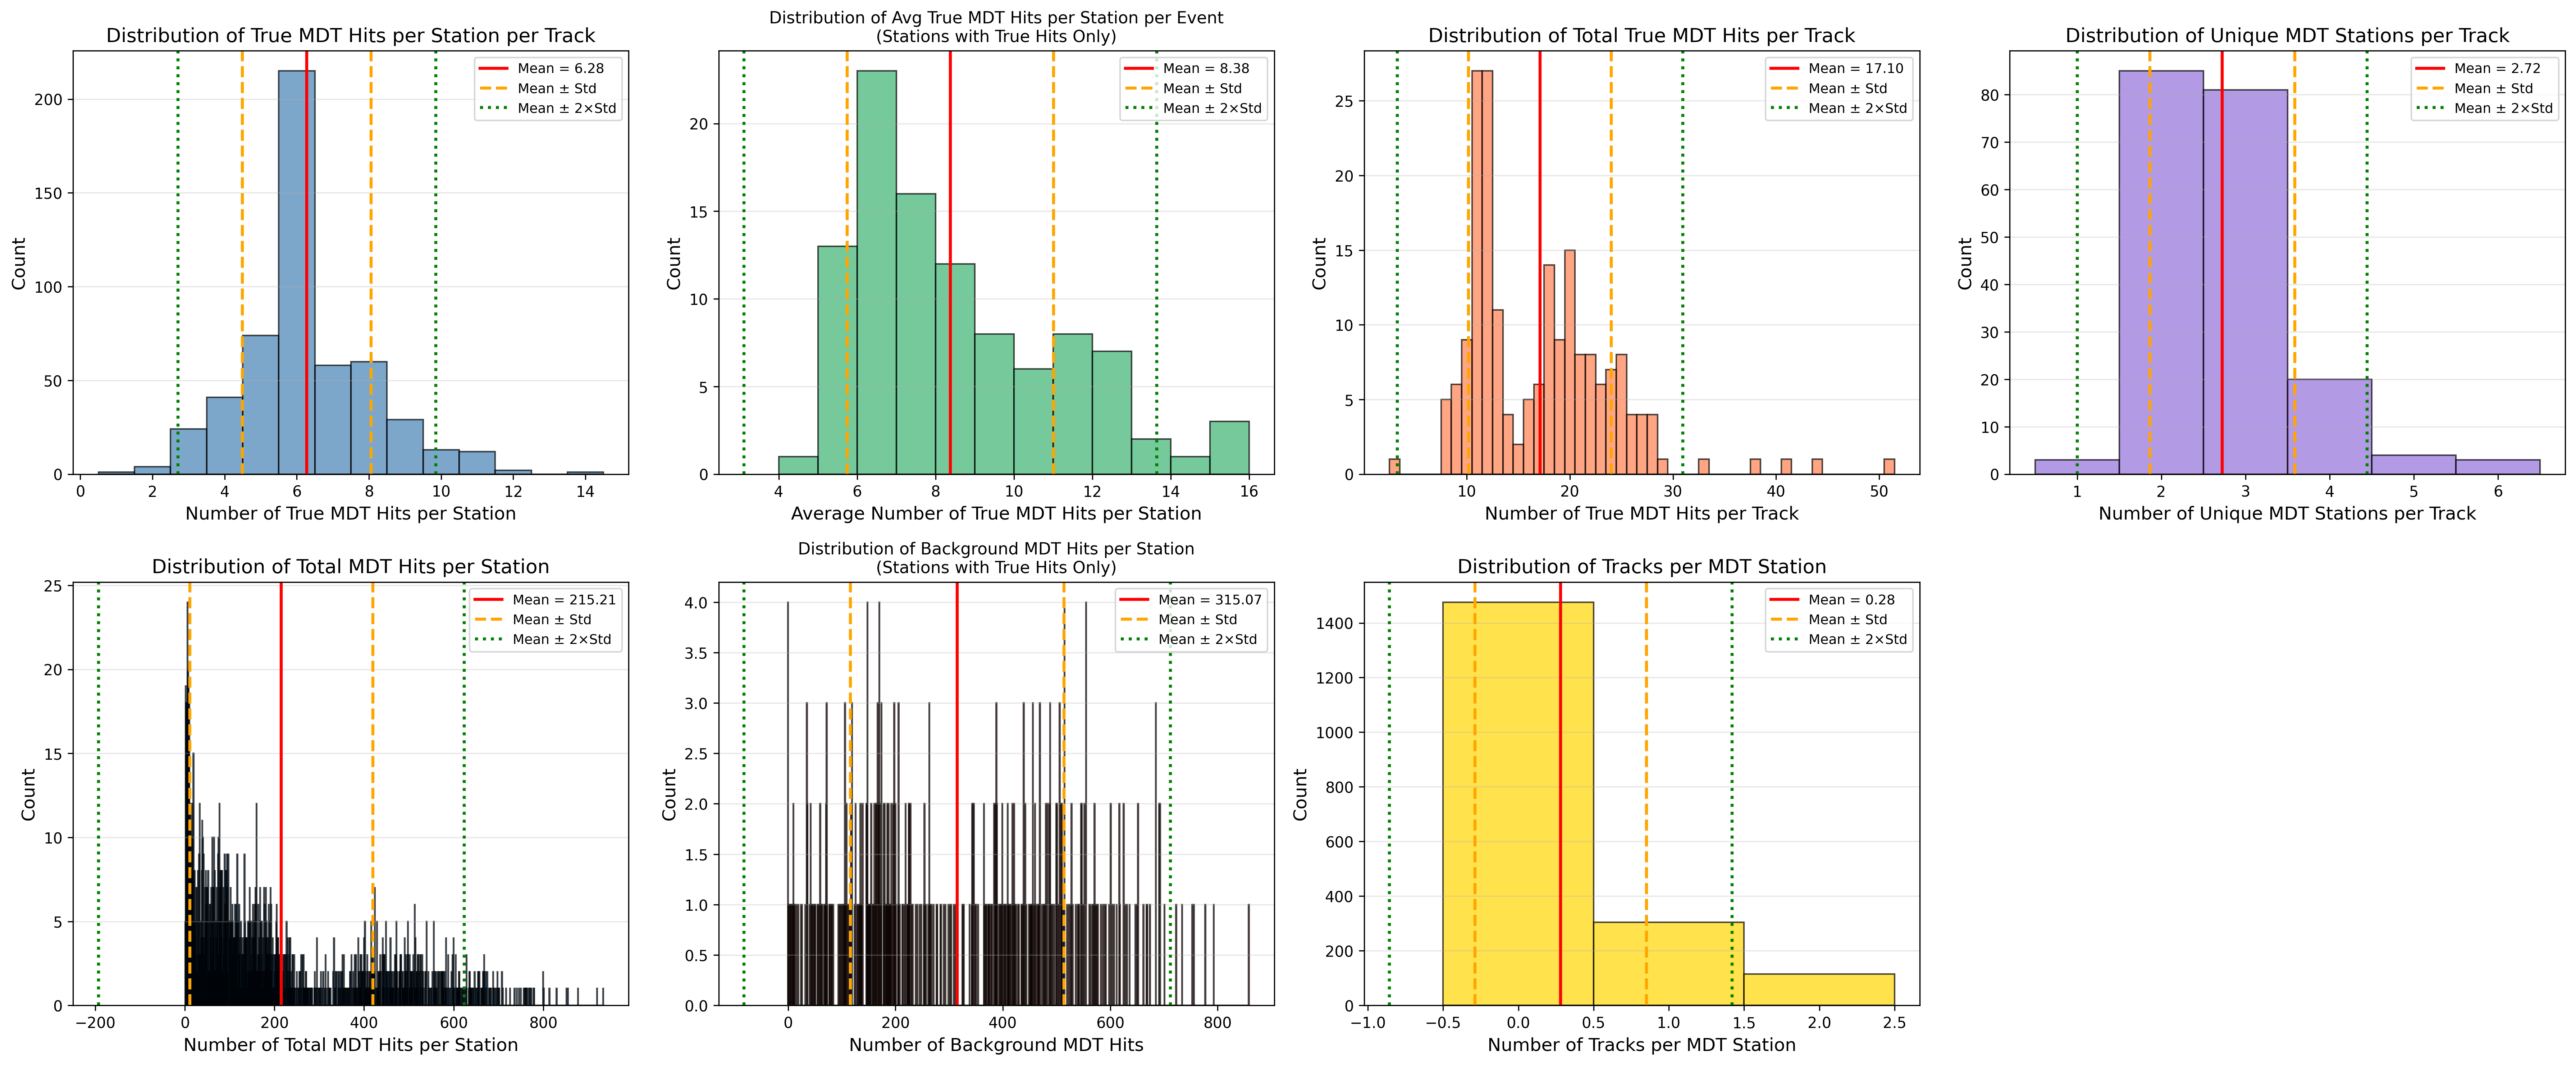 Distribution of True MDT Hits per Station per Track
Mean = 6.28
Mean ± Std
Mean ± 2×Std
Count
200
150
100
50
0
0 2 4 6 8 10 12 14
Number of True MDT Hits per Station
Distribution of Avg True MDT Hits per Station per Event
(Stations with True Hits Only)
Mean = 8.38
Mean ± Std
Mean ± 2×Std
Count
20
15
10
5
0
4 6 8 10 12 14 16
Average Number of True MDT Hits per Station
Distribution of Total True MDT Hits per Track
Mean = 17.10
Mean ± Std
Mean ± 2×Std
Count
25
20
15
10
5
0
10 20 30 40 50
Number of True MDT Hits per Track
Distribution of Unique MDT Stations per Track
Mean = 2.72
Mean ± Std
Mean ± 2×Std
Count
80
70
60
50
40
30
20
10
0
1 2 3 4 5 6
Number of Unique MDT Stations per Track
Distribution of Total MDT Hits per Station
Mean = 215.21
Mean ± Std
Mean ± 2×Std
Count
25
20
15
10
5
0
−200 0 200 400 600 800
Number of Total MDT Hits per Station
Distribution of Background MDT Hits per Station
(Stations with True Hits Only)
Mean = 315.07
Mean ± Std
Mean ± 2×Std
Count
4.0
3.5
3.0
2.5
2.0
1.5
1.0
0.5
0.0
0 200 400 600 800
Number of Background MDT Hits
Distribution of Tracks per MDT Station
Mean = 0.28
Mean ± Std
Mean ± 2×Std
Count
1400
1200
1000
800
600
400
200
0
−1.0 −0.5 0.0 0.5 1.0 1.5 2.0 2.5
Number of Tracks per MDT Station